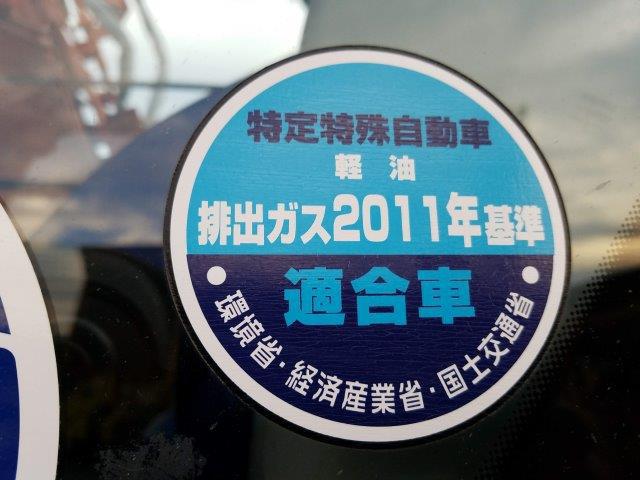 特定特殊自動車
軽油
排出ガス2011年基準
適合車
環境省・経済産業省・国土交通省